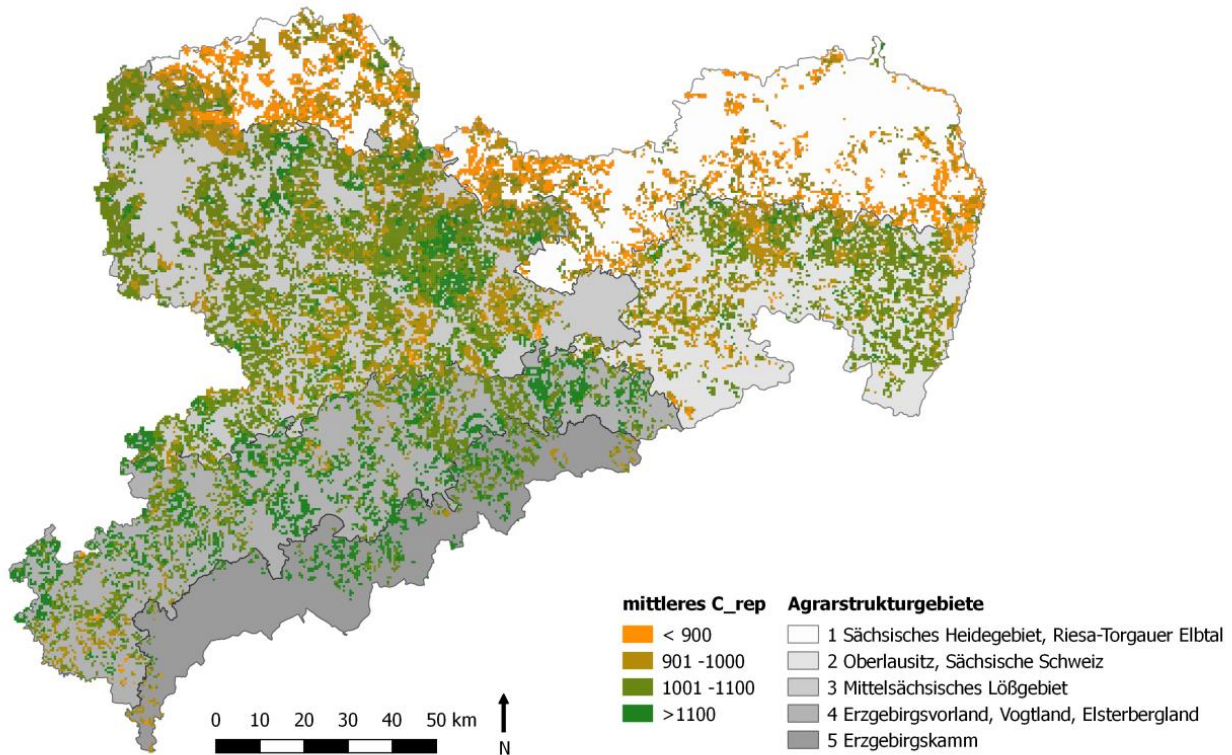 mittleres C_rep
< 900
901 -1000
1001 -1100
>1100
Agrarstrukturgebiete
1 Sächsisches Heidegebiet, Riesa-Torgauer Elbtal
2 Oberlausitz, Sächsische Schweiz
3 Mittelsächsisches Lößgebiet
4 Erzgebirgsvorland, Vogtland, Elsterbergland
5 Erzgebirgskamm
0 10 20 30 40 50 km
N